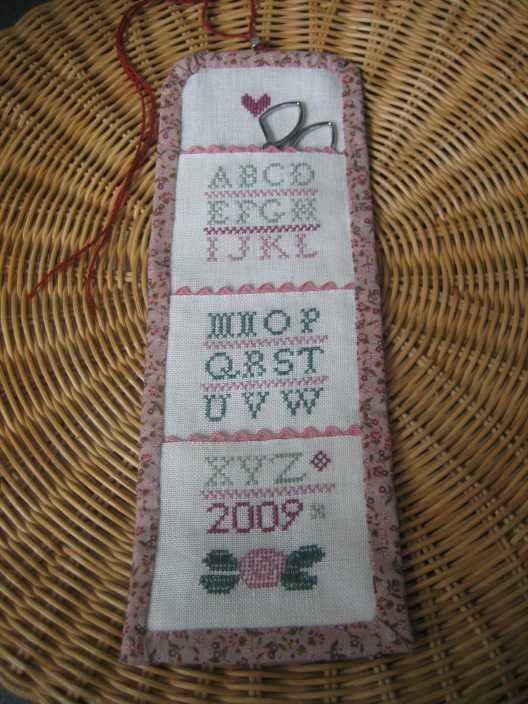 ABCD
EFGH
IJKL
MNOP
QRST
UVW
XYZ
2009